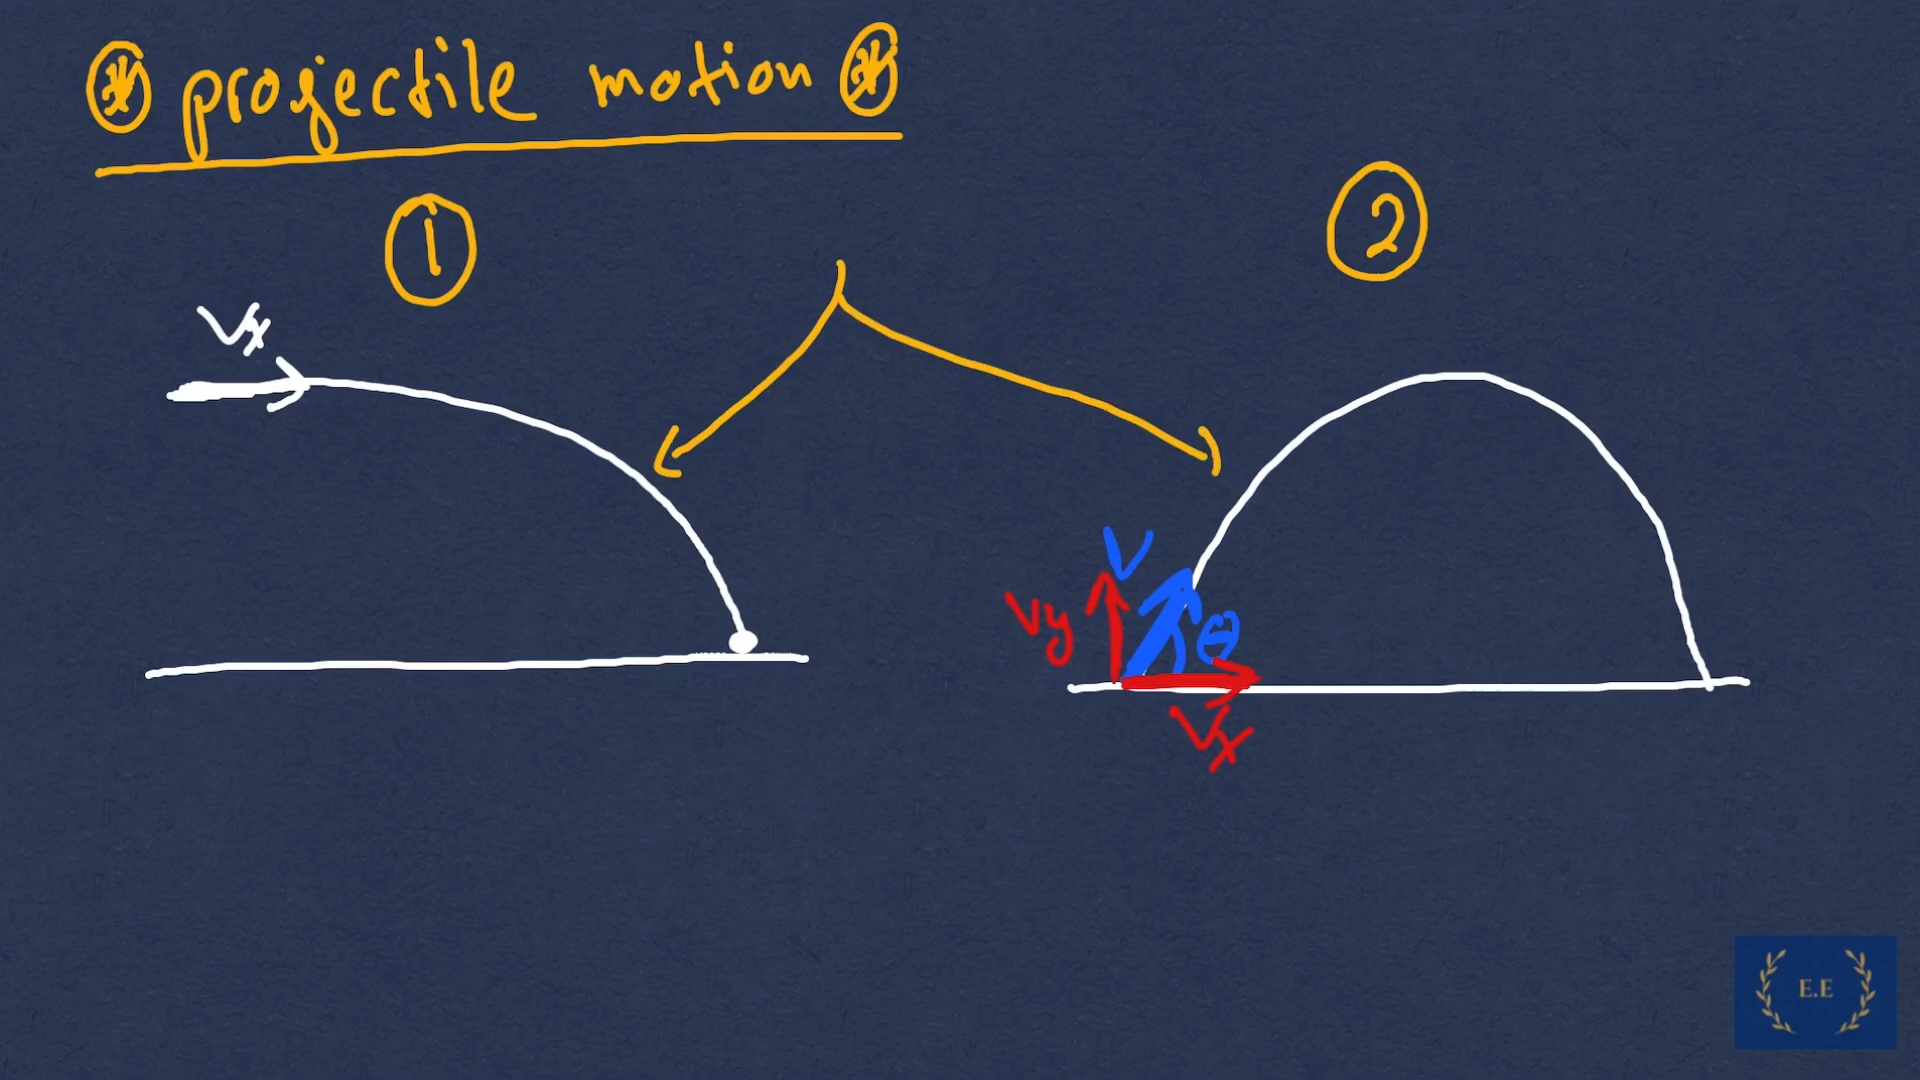 * projectile motion *
1
2
Vx
V
Vy
θ
Vx
E.E